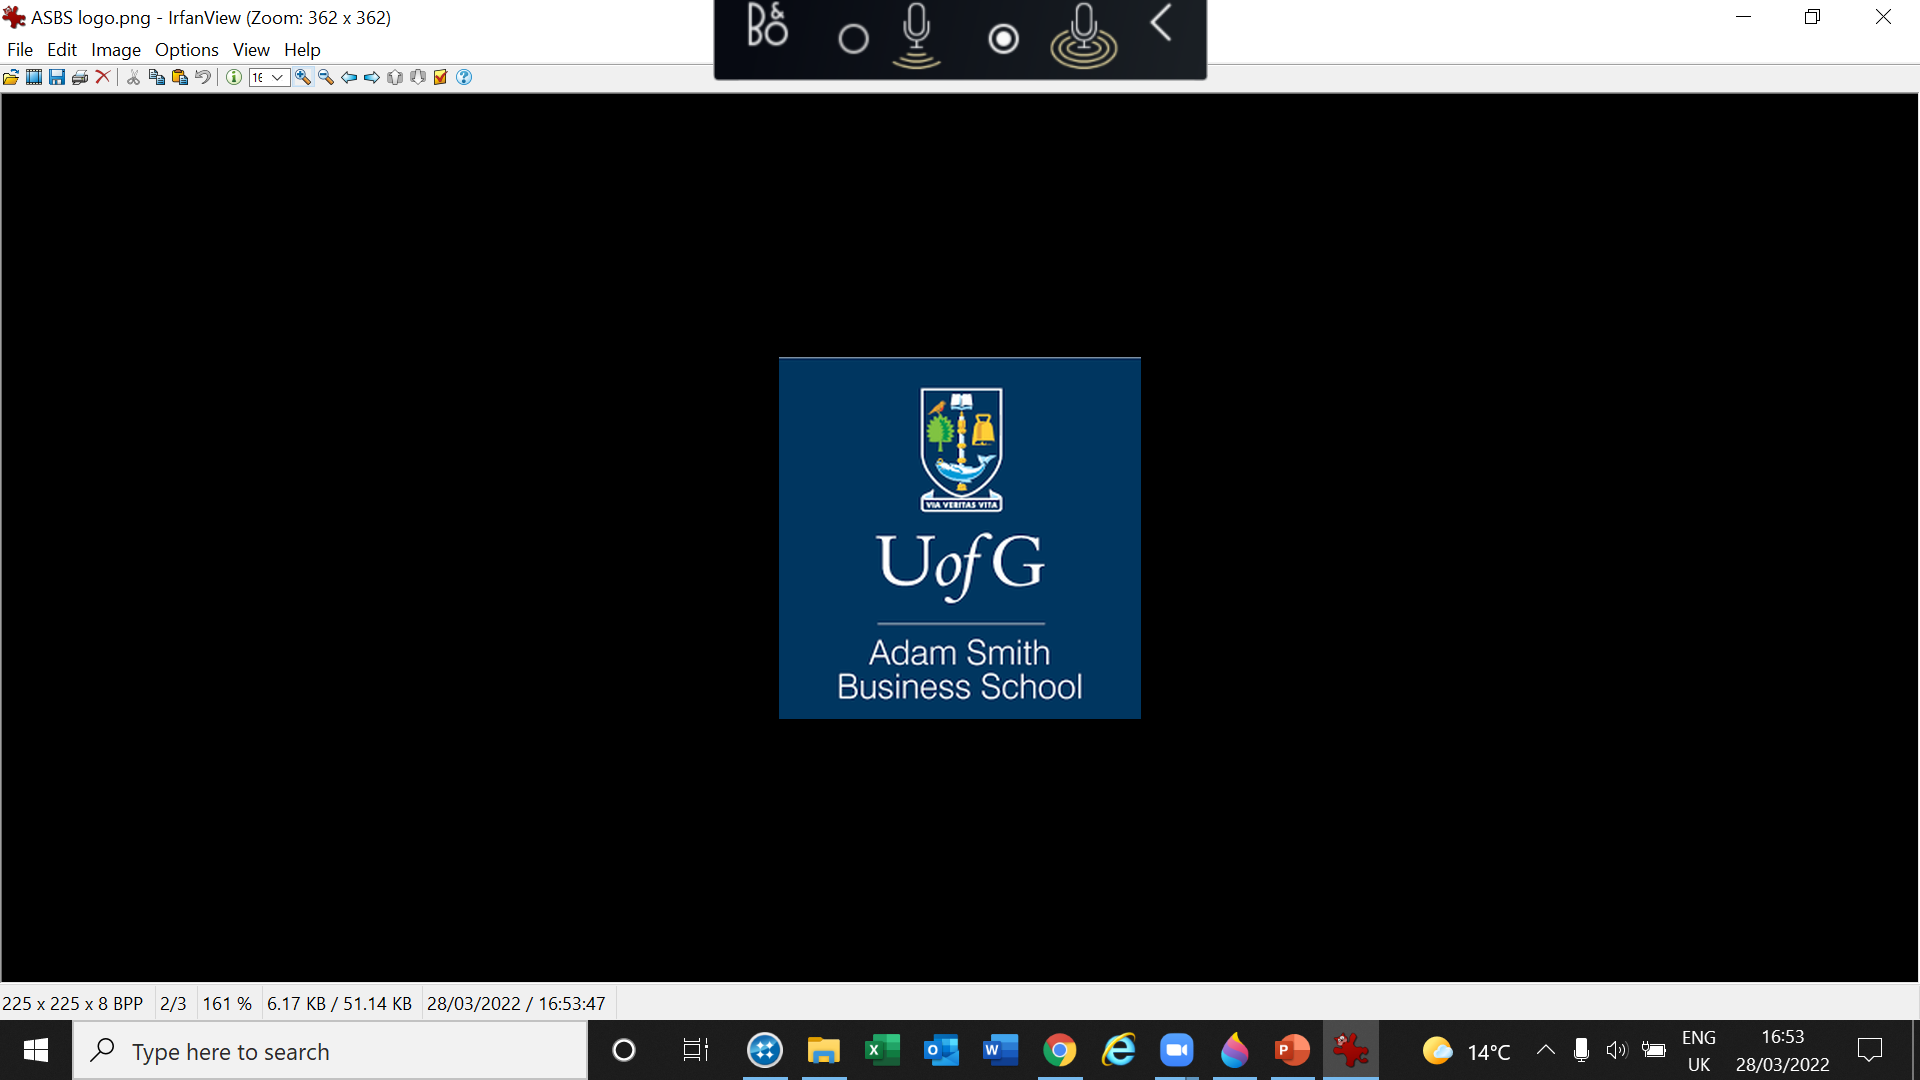 ASBS logo.png - IrfanView (Zoom: 362 x 362)
B&O
File Edit Image Options View Help
16
VIA VERITAS VITA
UofG
Adam Smith
Business School
225 x 225 x 8 BPP 2/3 161 % 6.17 KB / 51.14 KB 28/03/2022 / 16:53:47
Type here to search
14°C
ENG
UK
16:53
28/03/2022